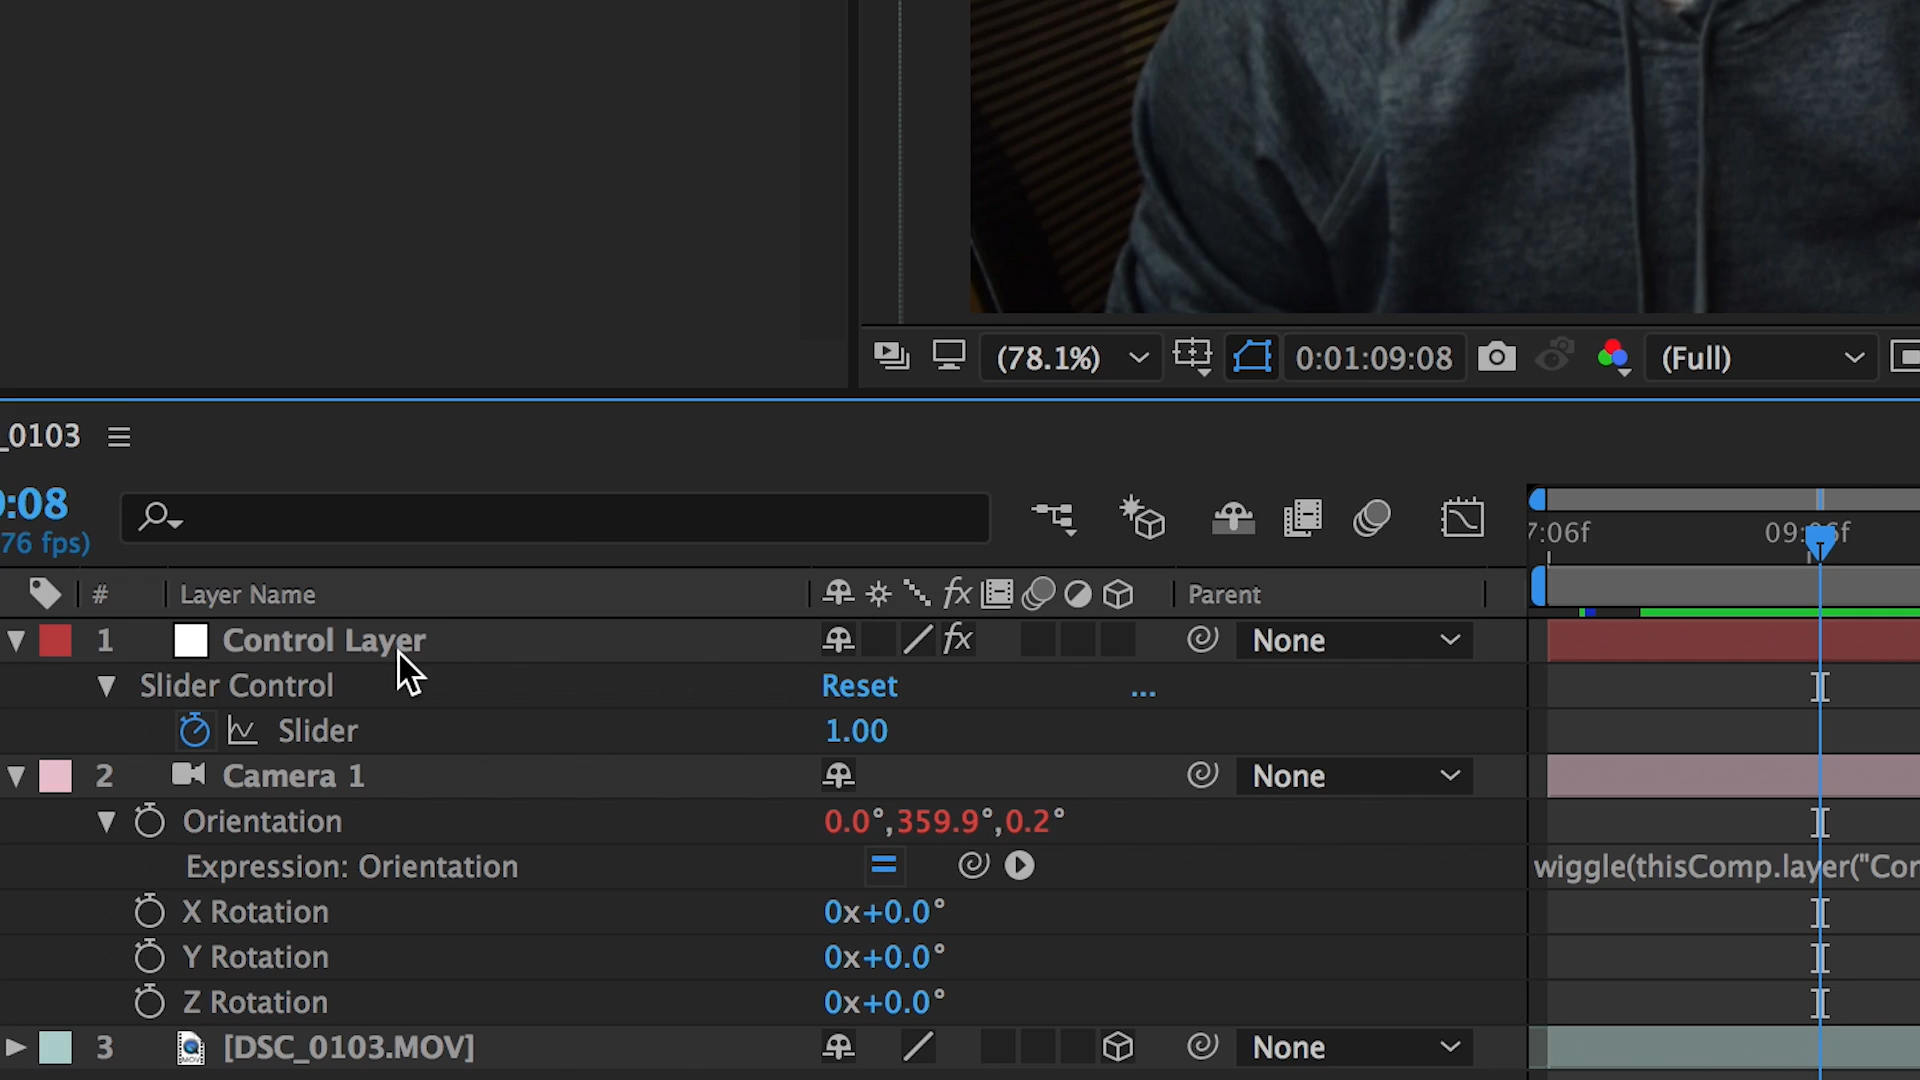 (78.1%) 0:01:09:08 (Full)
_0103
0:08
76 fps)
7:06f
# Layer Name fx Parent
1 Control Layer fx None
Slider Control Reset ...
Slider 1.00
2 Camera 1 None
Orientation 0.0°,359.9°,0.2°
Expression: Orientation wiggle(thisComp.layer("Cor
X Rotation 0x+0.0°
Y Rotation 0x+0.0°
Z Rotation 0x+0.0°
3 [DSC_0103.MOV] None